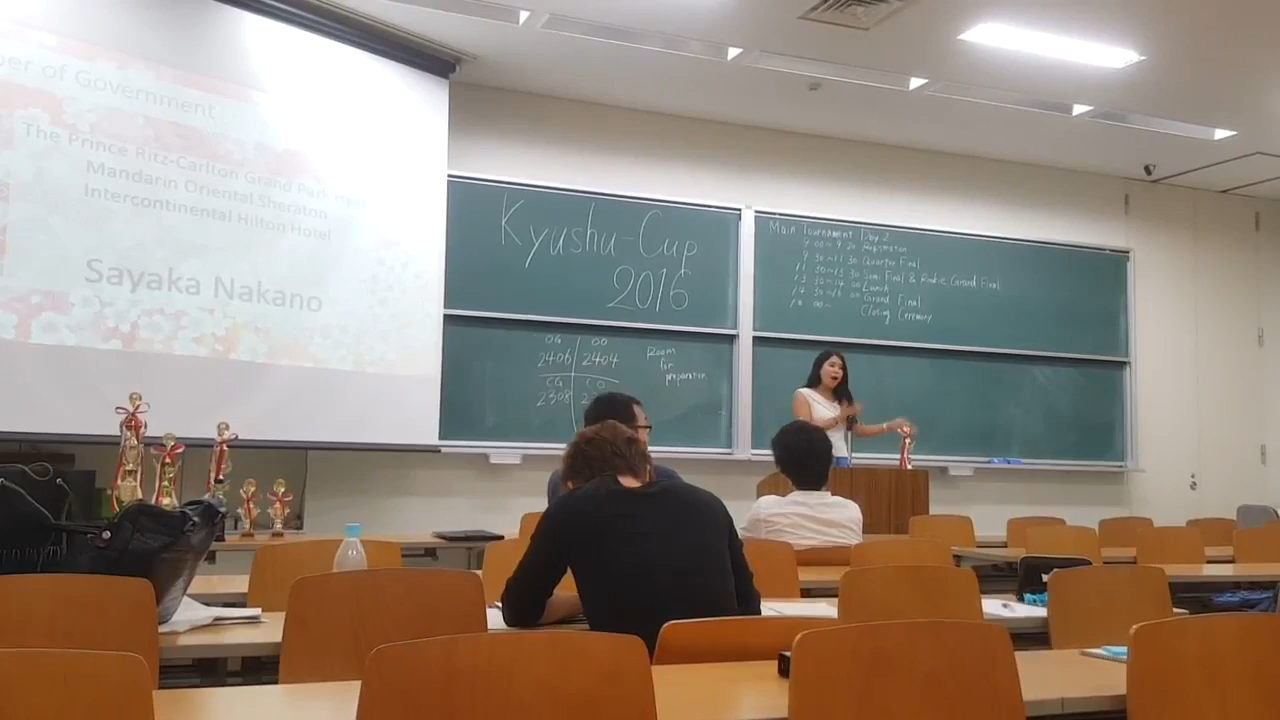 ber of Government
The Prince Ritz-Carlton Grand Park
Mandarin Oriental Sheraton
Intercontinental Hilton Hotel
Sayaka Nakano
Kyushu-Cup
2016
OG OO
2406 2404
CG CO
2308
Room
for
preparation
Main Tournament Day 2
9 00~9 20 Registration
9 30~11 30 Quarter Final
11 30~13 30 Semi Final & Rookie Grand Final
13 30~14 00 Lunch
14 30~16 00 Grand Final
16 00~ Closing Ceremony